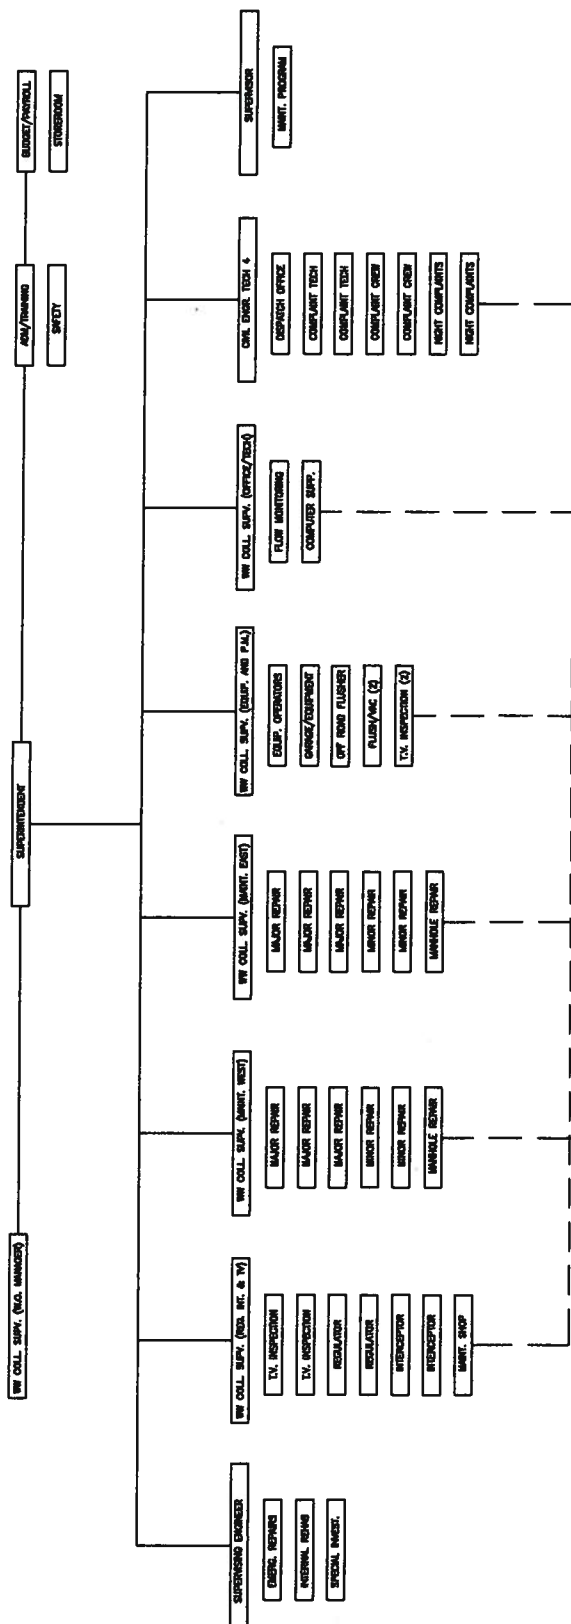 WW COLL. SUPV. (W.O. MANAGER)
SUPERINTENDENT
ADM/TRAINING
SAFETY
BUDGET/PAYROLL
STOREROOM
SUPERVISING ENGINEER
EMERG. REPAIRS
INTERNAL REHAB
SPECIAL INVEST.
WW COLL. SUPV. (REG. INT. & TV)
T.V. INSPECTION
T.V. INSPECTION
REGULATOR
REGULATOR
INTERCEPTOR
INTERCEPTOR
MAINT. SHOP
WW COLL. SUPV. (MAINT. WEST)
MAJOR REPAIR
MAJOR REPAIR
MAJOR REPAIR
MINOR REPAIR
MINOR REPAIR
MANHOLE REPAIR
WW COLL. SUPV. (MAINT. EAST)
MAJOR REPAIR
MAJOR REPAIR
MAJOR REPAIR
MINOR REPAIR
MINOR REPAIR
MANHOLE REPAIR
WW COLL. SUPV. (EQUIP. AND P.M.)
EQUIP. OPERATORS
GARAGE/EQUIPMENT
OFF ROAD FLUSHER
FLUSH/VAC (2)
T.V. INSPECTION (2)
WW COLL. SUPV. (OFFICE/TECH)
FLOW MONITORING
COMPUTER SUPP.
CIVIL ENGR. TECH 4
DISPATCH OFFICE
COMPLAINT TECH
COMPLAINT TECH
COMPLAINT CREW
COMPLAINT CREW
NIGHT COMPLAINTS
NIGHT COMPLAINTS
SUPERVISOR
MAINT. PROGRAM